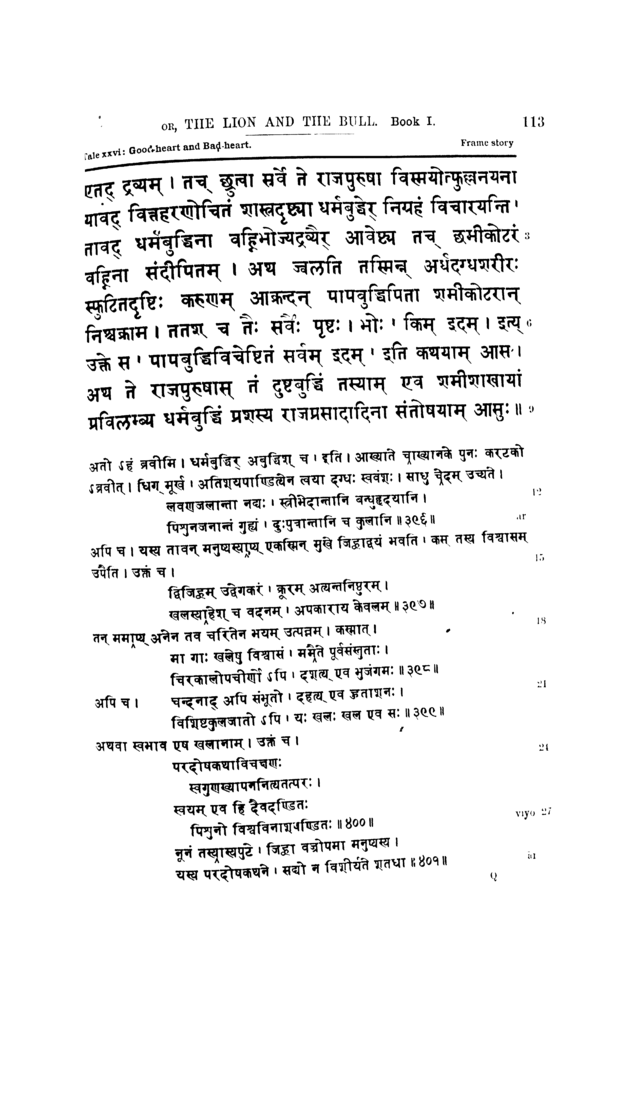 or, THE LION AND THE BULL. Book I. 113
Tale xxvi: Good-heart and Bad-heart. Frame story
एतद् द्रव्यम् । तच् छ्रुत्वा सर्वे ते राजपुरुषा विस्मयोत्फुल्लनयना
यावद् वित्तहरणोचितं शास्त्रदृष्ट्या धर्मबुद्धेर् निग्रहं विचारयन्ति ।
तावद् धर्मबुद्धिना वह्निभोज्यद्रव्यैर् आवेष्ट्य तच् छमीकोटरं ३
वह्निना संदीपितम् । अथ ज्वलति तस्मिन्न् अर्धदग्धशरीरः
स्फुटितदृष्टिः करुणम् आक्रन्दन् पापबुद्धिपिता शमीकोटरान्
निश्चक्राम । ततश् च तैः सर्वैः पृष्टः । भोः । किम् इदम् । इत्य् ६
उक्ते स । पापबुद्धिविचेष्टितं सर्वम् इदम् । इति कथयाम् आस ।
अथ ते राजपुरुषास् तं दुष्टबुद्धिं तस्याम् एव शमीशाखायां
प्रविलम्ब्य धर्मबुद्धिं प्रशस्य राजप्रसादादिना संतोषयाम् आसुः ॥ ९
अतो ऽहं ब्रवीमि । धर्मबुद्धिर् अबुद्धिश् च । इति । आख्याते चाख्यानके पुनः करटको
ऽब्रवीत् । धिग् मूर्ख । अतिशयपाण्डित्येन त्वया दग्धः स्ववंशः । साधु चेदम् उच्यते ।
लवणजलान्ता नद्यः । स्त्रीभेदान्तानि बन्धुहृदयानि । 12
पिशुनजनान्तं गुह्यं । दुःपुत्रान्तानि च कुलानि ॥ ३९६॥ ar
अपि च । यस्य तावन् मनुष्यस्याप्य् एकस्मिन् मुखे जिह्वाद्वयं भवति । कस् तस्य विश्वासम्
उपैति । उक्तं च । 15
द्विजिह्वम् उद्वेगकरं । क्रूरम् अत्यन्तनिष्ठुरम् ।
खलस्याहेश् च वदनम् । अपकाराय केवलम् ॥ ३९७॥
तन् ममाप्य् अनेन तव चरितेन भयम् उत्पन्नम् । कस्मात् । 18
मा गाः खलेषु विश्वासं । ममैते पूर्वसंस्तुताः ।
चिरकालोपचीर्णो ऽपि । दशत्य् एव भुजंगमः ॥ ३९८॥
अपि च । चन्दनाद् अपि संभूतो । दहत्य् एव हुताशनः । 21
विशिष्टकुलजातो ऽपि । यः खलः खल एव सः ॥ ३९९॥
अथवा स्वभाव एष खलानाम् । उक्तं च ।
परदोषकथाविचक्षणः 24
स्वगुणख्यापननित्यतत्परः ।
स्वयम् एव हि दैवदण्डितः
पिशुनो विश्वविनाशपण्डितः ॥ ४००॥ viyo 27
नूनं तस्यास्यपुटे । जिह्वा वज्रोपमा मनुष्यस्य ।
यस्य परदोषकथने । सद्यो न विशीर्यते शतधा ॥ ४०१॥ ār
Q